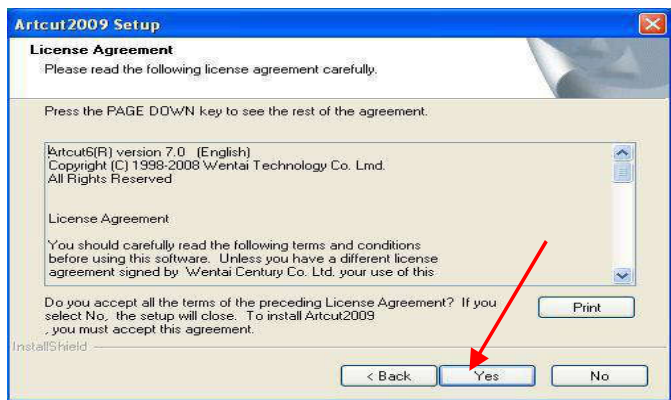 Artcut2009 Setup
License Agreement
Please read the following license agreement carefully.
Press the PAGE DOWN key to see the rest of the agreement.
Artcut6(R) version 7.0 (English)
Copyright (C) 1998-2008 Wentai Technology Co. Lmd.
All Rights Reserved
License Agreement
You should carefully read the following terms and conditions
before using this software. Unless you have a different license
agreement signed by Wentai Century Co. Ltd. your use of this
Do you accept all the terms of the preceding License Agreement? If you
select No, the setup will close. To install Artcut2009
, you must accept this agreement.
Print
InstallShield
< Back
Yes
No